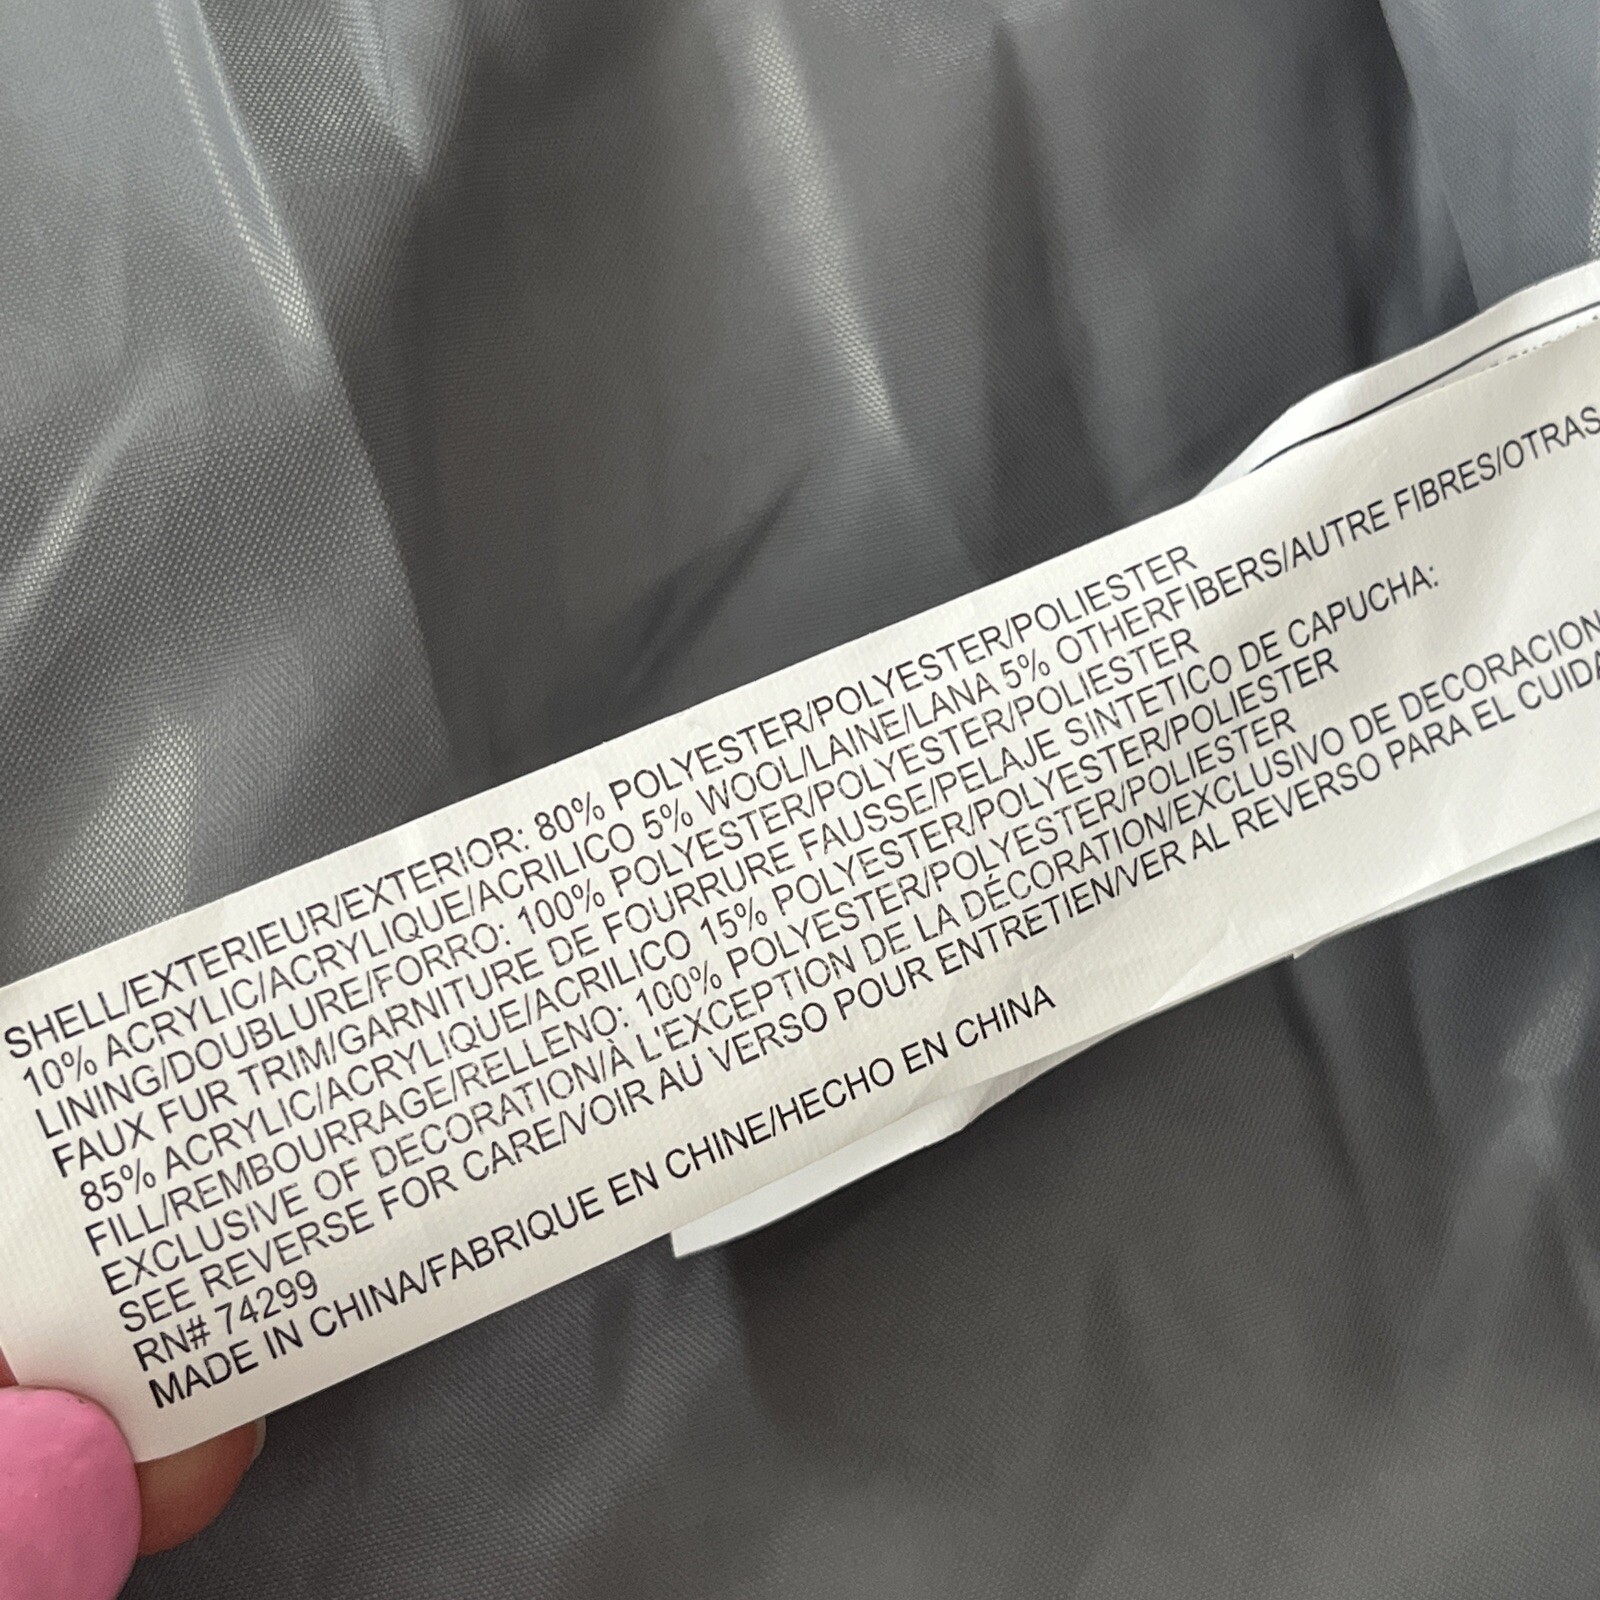 SHELL/EXTERIEUR/EXTERIOR: 80% POLYESTER/POLYESTER/POLIESTER
10% ACRYLIC/ACRYLIQUE/ACRILICO 5% WOOL/LAINE/LANA 5% OTHERFIBERS/AUTRE FIBRES/OTRAS
LINING/DOUBLURE/FORRO: 100% POLYESTER/POLYESTER/POLIESTER
FAUX FUR TRIM/GARNITURE DE FOURRURE FAUSSE/PELAJE SINTETICO DE CAPUCHA:
85% ACRYLIC/ACRYLIQUE/ACRILICO 15% POLYESTER/POLYESTER/POLIESTER
FILL/REMBOURRAGE/RELLENO: 100% POLYESTER/POLYESTER/POLIESTER
EXCLUSIVE OF DECORATION/À L'EXCEPTION DE LA DÉCORATION/EXCLUSIVO DE DECORACION
SEE REVERSE FOR CARE/VOIR AU VERSO POUR ENTRETIEN/VER AL REVERSO PARA EL CUIDA
RN# 74299
MADE IN CHINA/FABRIQUE EN CHINE/HECHO EN CHINA